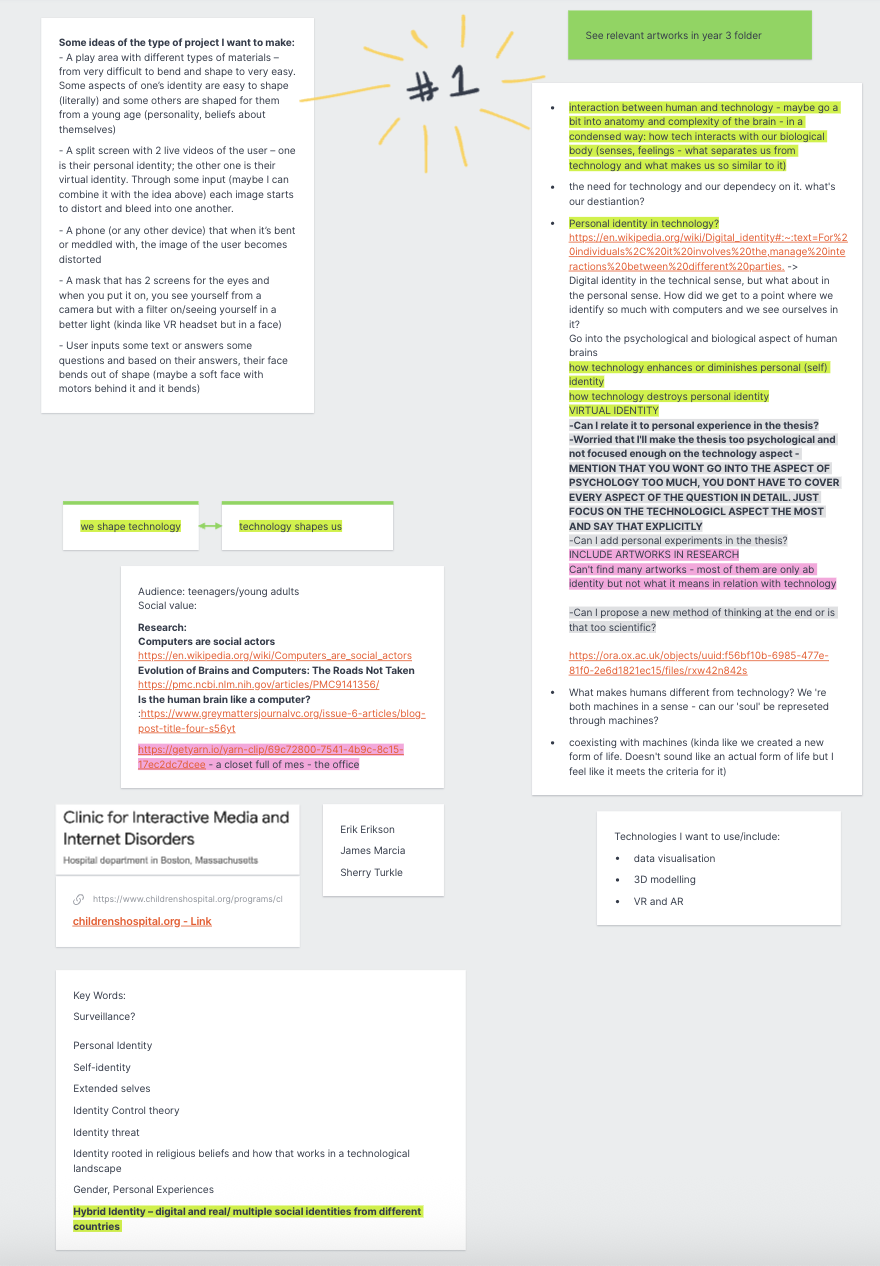 Some ideas of the type of project I want to make:
- A play area with different types of materials –
from very difficult to bend and shape to very easy.
Some aspects of one's identity are easy to shape
(literally) and some others are shaped for them
from a young age (personality, beliefs about
themselves)
- A split screen with 2 live videos of the user – one
is their personal identity; the other one is their
virtual identity. Through some input (maybe I can
combine it with the idea above) each image starts
to distort and bleed into one another.
- A phone (or any other device) that when it's bent
or meddled with, the image of the user becomes
distorted
- A mask that has 2 screens for the eyes and
when you put it on, you see yourself from a
camera but with a filter on/seeing yourself in a
better light (kinda like VR headset but in a face)
- User inputs some text or answers some
questions and based on their answers, their face
bends out of shape (maybe a soft face with
motors behind it and it bends)
#1
See relevant artworks in year 3 folder
• interaction between human and technology - maybe go a
bit into anatomy and complexity of the brain - in a
condensed way: how tech interacts with our biological
body (senses, feelings - what separates us from
technology and what makes us so similar to it)
• the need for technology and our dependecy on it. what's
our destiantion?
• Personal identity in technology?
https://en.wikipedia.org/wiki/Digital_identity#:~:text=For%2
0individuals%2C%20it%20involves%20the,manage%20inte
ractions%20between%20different%20parties. ->
Digital identity in the technical sense, but what about in
the personal sense. How did we get to a point where we
identify so much with computers and we see ourselves in
it?
Go into the psychological and biological aspect of human
brains
how technology enhances or diminishes personal (self)
identity
how technology destroys personal identity
VIRTUAL IDENTITY
-Can I relate it to personal experience in the thesis?
-Worried that I'll make the thesis too psychological and
not focused enough on the technology aspect -
MENTION THAT YOU WONT GO INTO THE ASPECT OF
PSYCHOLOGY TOO MUCH, YOU DONT HAVE TO COVER
EVERY ASPECT OF THE QUESTION IN DETAIL. JUST
FOCUS ON THE TECHNOLOGICL ASPECT THE MOST
AND SAY THAT EXPLICITLY
-Can I add personal experiments in the thesis?
INCLUDE ARTWORKS IN RESEARCH
Can't find many artworks - most of them are only ab
identity but not what it means in relation with technology
-Can I propose a new method of thinking at the end or is
that too scientific?
https://ora.ox.ac.uk/objects/uuid:f56bf10b-6985-477e-
81f0-2e6d1821ec15/files/rxw42n842s
• What makes humans different from technology? We 're
both machines in a sense - can our 'soul' be represeted
through machines?
• coexisting with machines (kinda like we created a new
form of life. Doesn't sound like an actual form of life but I
feel like it meets the criteria for it)
we shape technology
technology shapes us
Audience: teenagers/young adults
Social value:
Research:
Computers are social actors
https://en.wikipedia.org/wiki/Computers_are_social_actors
Evolution of Brains and Computers: The Roads Not Taken
https://pmc.ncbi.nlm.nih.gov/articles/PMC9141356/
Is the human brain like a computer?
:https://www.greymattersjournalvc.org/issue-6-articles/blog-
post-title-four-s56yt
https://getyarn.io/yarn-clip/69c72800-7541-4b9c-8c15-
17ec2dc7dcee - a closet full of mes - the office
Clinic for Interactive Media and
Internet Disorders
Hospital department in Boston, Massachusetts
https://www.childrenshospital.org/programs/cl
childrenshospital.org - Link
Erik Erikson
James Marcia
Sherry Turkle
Technologies I want to use/include:
• data visualisation
• 3D modelling
• VR and AR
Key Words:
Surveillance?
Personal Identity
Self-identity
Extended selves
Identity Control theory
Identity threat
Identity rooted in religious beliefs and how that works in a technological
landscape
Gender, Personal Experiences
Hybrid Identity – digital and real/ multiple social identities from different
countries